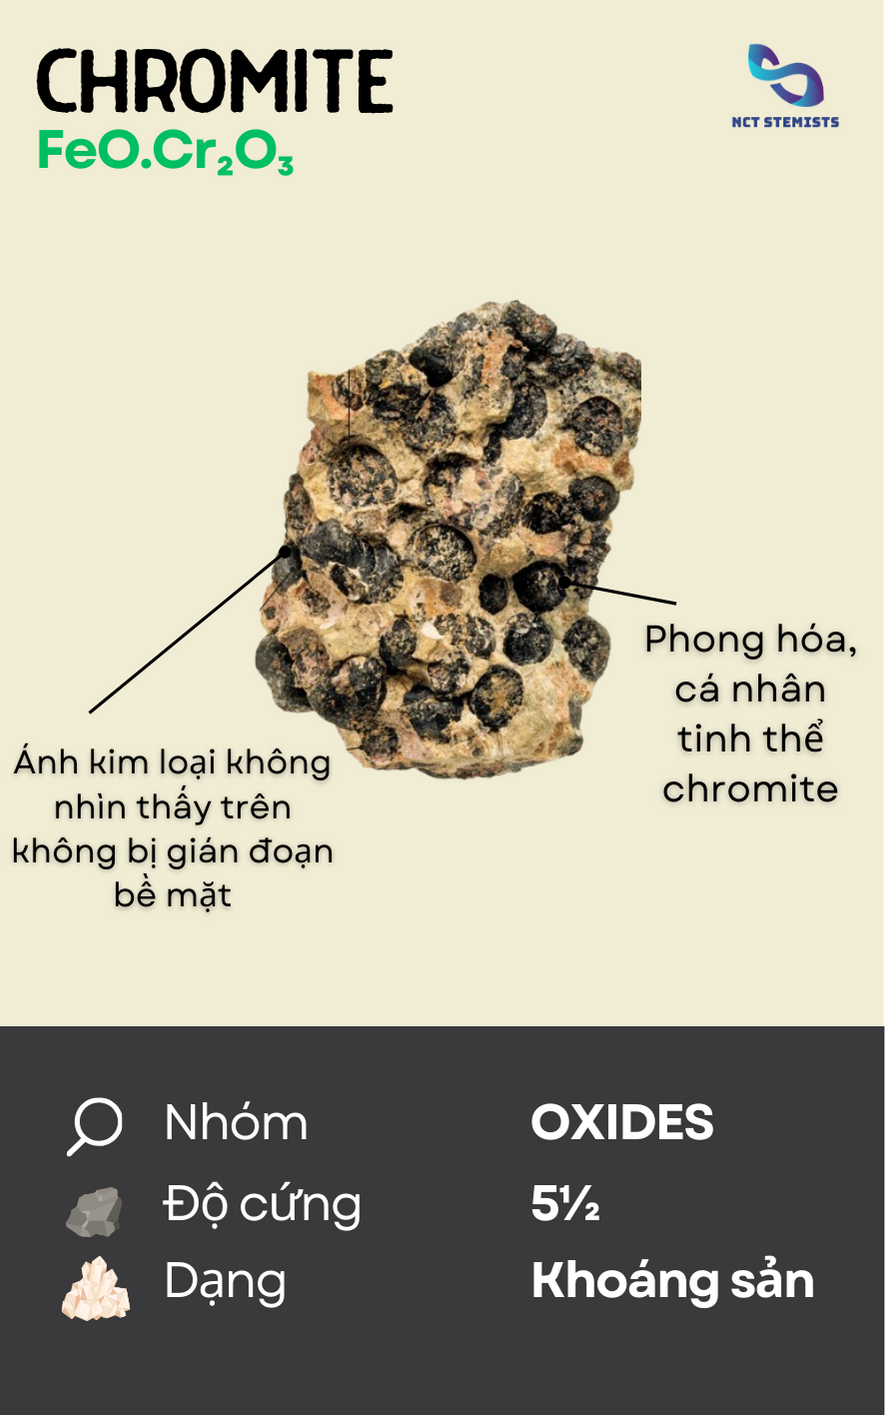 CHROMITE
FeO.Cr₂O₃
NCT STEMISTS
Phong hóa,
cá nhân
tinh thể
chromite
Ánh kim loại không
nhìn thấy trên
không bị gián đoạn
bề mặt
Nhóm OXIDES
Độ cứng 5½
Dạng Khoáng sản